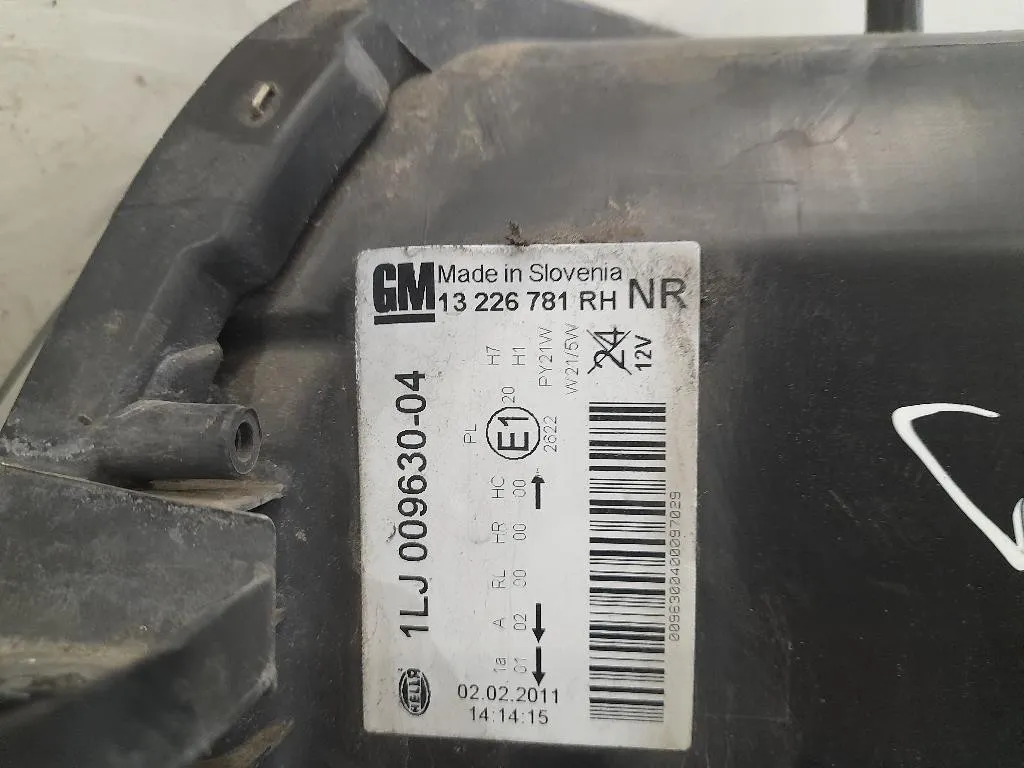 GM Made in Slovenia
13 226 781 RH NR
1LJ 009630-04
HELLA
PL H7
H1
PY21W
W21/5W
24
12V
E1 20
2622
1a A RL HR HC
01 02 00 00 00
02.02.2011
14:14:15
0096300400097029